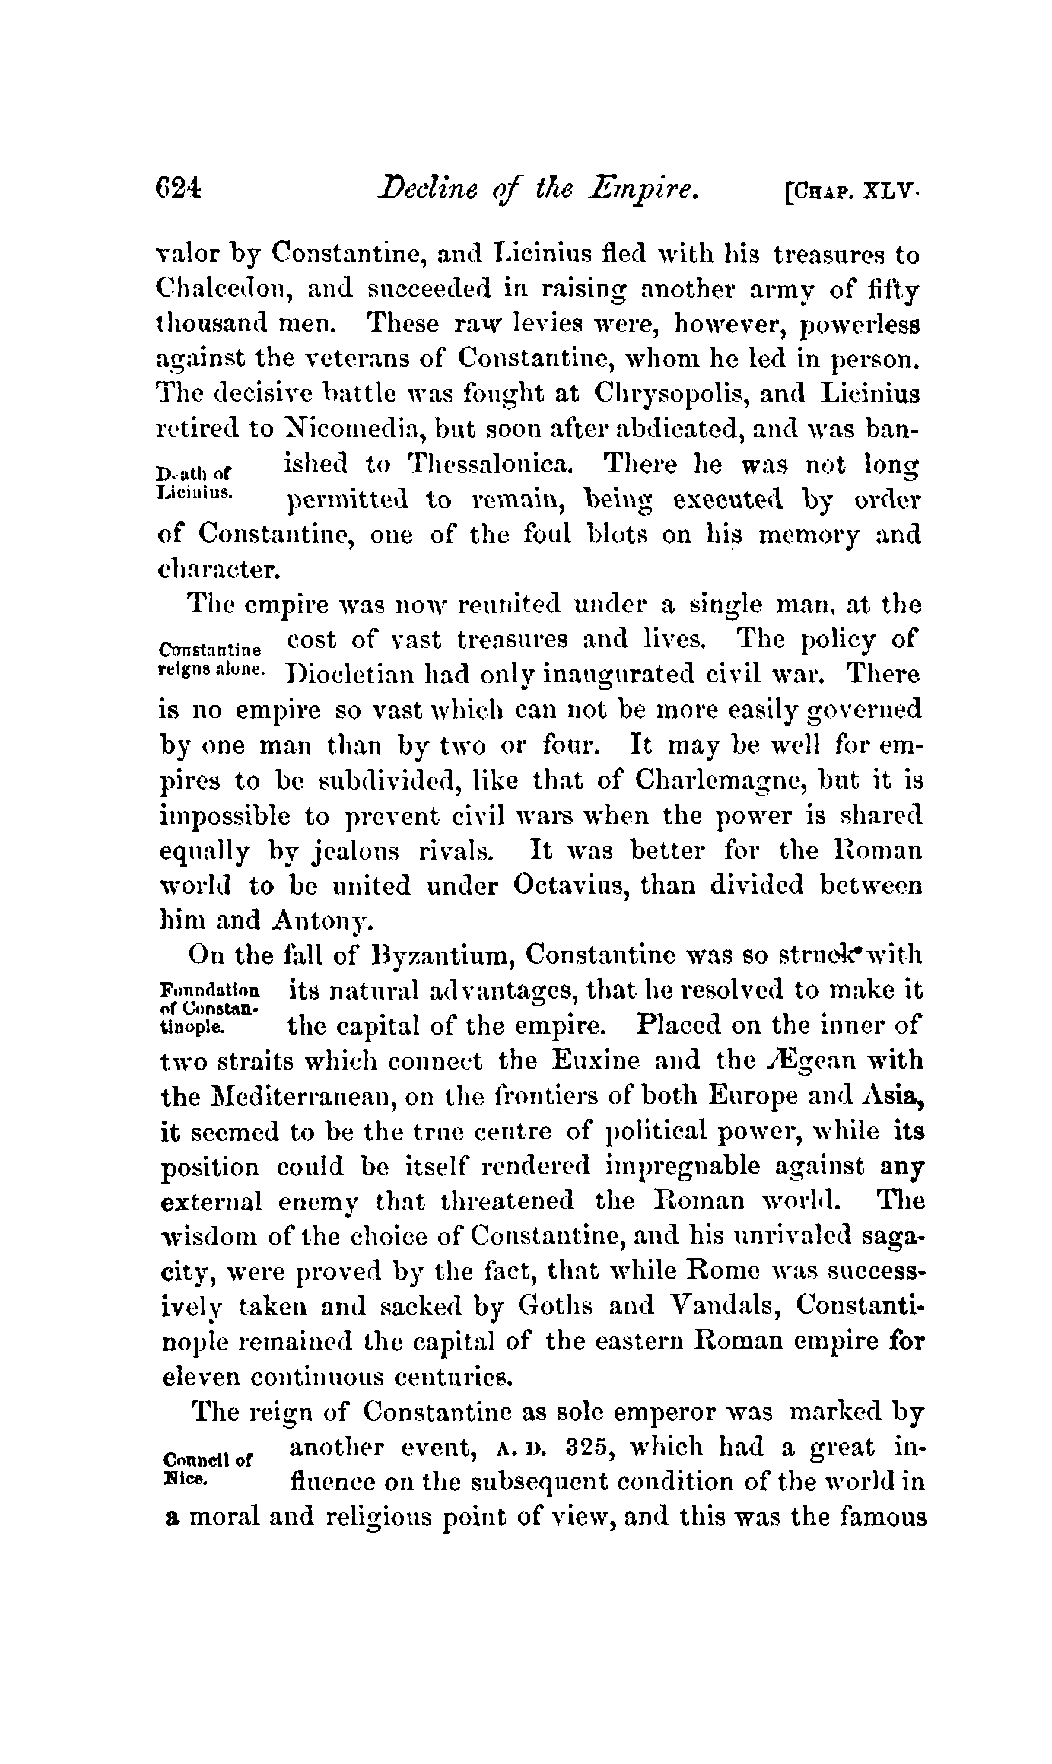 624 Decline of the Empire. [CHAP. XLV.
valor by Constantine, and Licinius fled with his treasures to
Chalcedon, and succeeded in raising another army of fifty
thousand men. These raw levies were, however, powerless
against the veterans of Constantine, whom he led in person.
The decisive battle was fought at Chrysopolis, and Licinius
retired to Nicomedia, but soon after abdicated, and was ban-
Death of
Licinius.
ished to Thessalonica. There he was not long
permitted to remain, being executed by order
of Constantine, one of the foul blots on his memory and
character.
The empire was now reunited under a single man, at the
Constantine
reigns alone.
cost of vast treasures and lives. The policy of
Diocletian had only inaugurated civil war. There
is no empire so vast which can not be more easily governed
by one man than by two or four. It may be well for em-
pires to be subdivided, like that of Charlemagne, but it is
impossible to prevent civil wars when the power is shared
equally by jealous rivals. It was better for the Roman
world to be united under Octavius, than divided between
him and Antony.
On the fall of Byzantium, Constantine was so struck with
Foundation
of Constan-
tinople.
its natural advantages, that he resolved to make it
the capital of the empire. Placed on the inner of
two straits which connect the Euxine and the Ægean with
the Mediterranean, on the frontiers of both Europe and Asia,
it seemed to be the true centre of political power, while its
position could be itself rendered impregnable against any
external enemy that threatened the Roman world. The
wisdom of the choice of Constantine, and his unrivaled saga-
city, were proved by the fact, that while Rome was success-
ively taken and sacked by Goths and Vandals, Constanti-
nople remained the capital of the eastern Roman empire for
eleven continuous centuries.
The reign of Constantine as sole emperor was marked by
Council of
Nice.
another event, A. D. 325, which had a great in-
fluence on the subsequent condition of the world in
a moral and religious point of view, and this was the famous